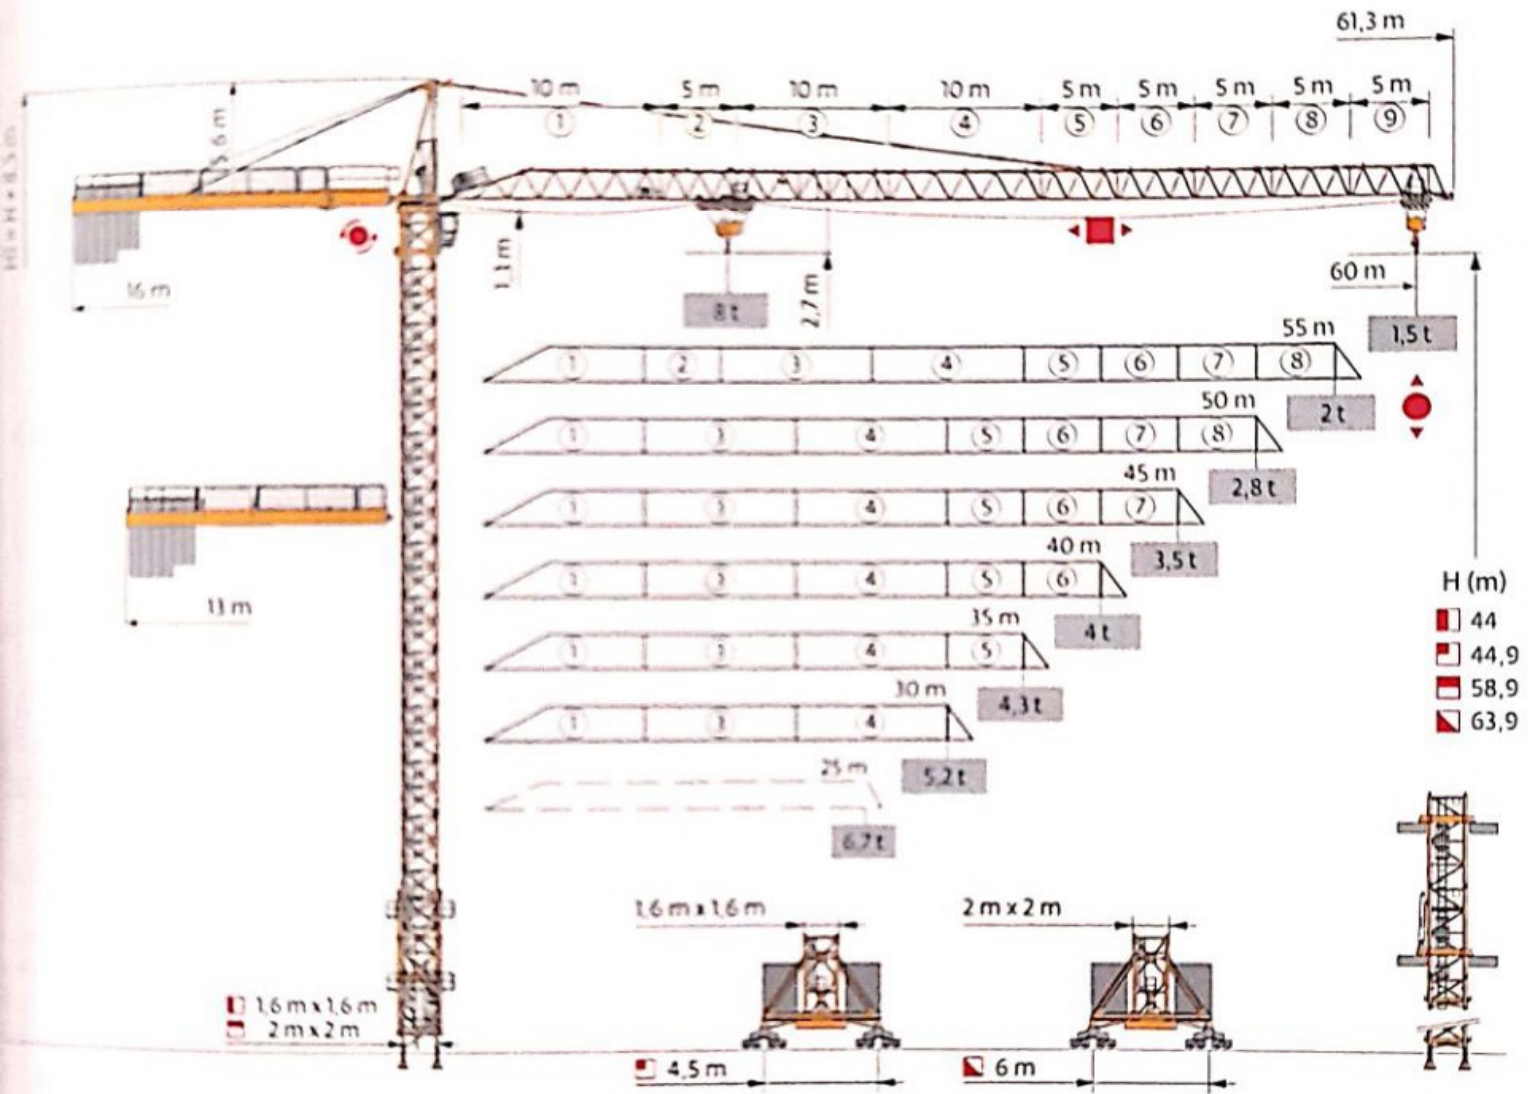 61,3 m
10 m 5 m 10 m 10 m 5 m 5 m 5 m 5 m 5 m
1 2 3 4 5 6 7 8 9
16 m
1,1 m
2,7 m
8 t
60 m
1,5 t
55 m
1 2 3 4 5 6 7 8
2 t
50 m
1 3 4 5 6 7 8
2,8 t
45 m
1 3 4 5 6 7
3,5 t
40 m
1 3 4 5 6
4 t
35 m
1 3 4 5
4,3 t
30 m
1 3 4
5,2 t
25 m
6,7 t
13 m
H (m)
44
44,9
58,9
63,9
1,6 m x 1,6 m
2 m x 2 m
1,6 m x 1,6 m
2 m x 2 m
4,5 m
6 m